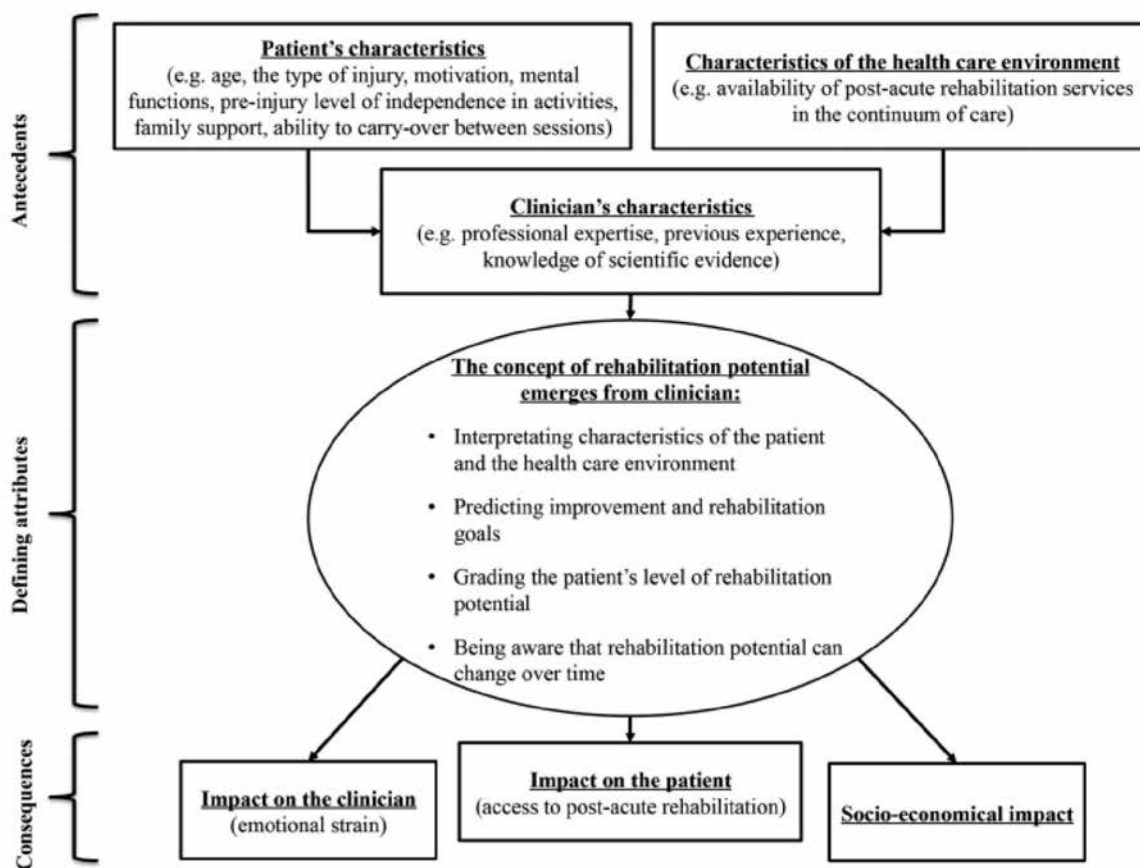 Antecedents
Patient's characteristics
(e.g. age, the type of injury, motivation, mental
functions, pre-injury level of independence in activities,
family support, ability to carry-over between sessions)
Characteristics of the health care environment
(e.g. availability of post-acute rehabilitation services
in the continuum of care)
Clinician's characteristics
(e.g. professional expertise, previous experience,
knowledge of scientific evidence)
Defining attributes
The concept of rehabilitation potential
emerges from clinician:
• Interpretating characteristics of the patient
and the health care environment
• Predicting improvement and rehabilitation
goals
• Grading the patient's level of rehabilitation
potential
• Being aware that rehabilitation potential can
change over time
Consequences
Impact on the clinician
(emotional strain)
Impact on the patient
(access to post-acute rehabilitation)
Socio-economical impact